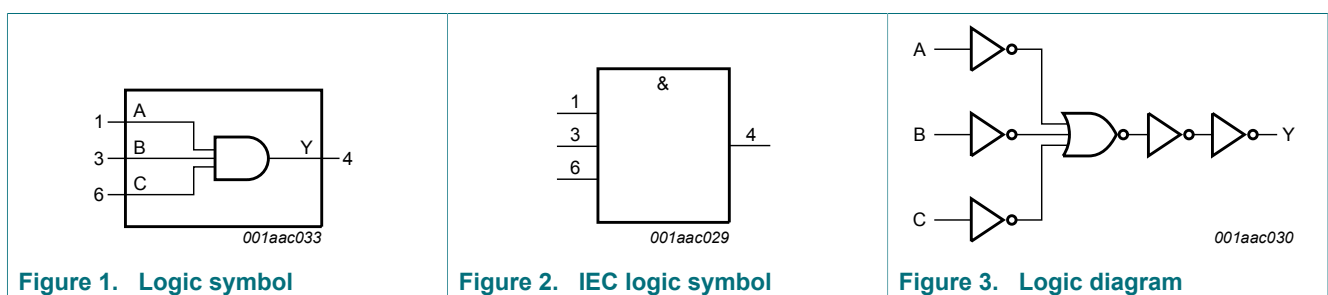 1
A
3
B
6
C
Y
4
001aac033
Figure 1. Logic symbol
&
1
3
6
4
001aac029
Figure 2. IEC logic symbol
A
B
C
Y
001aac030
Figure 3. Logic diagram